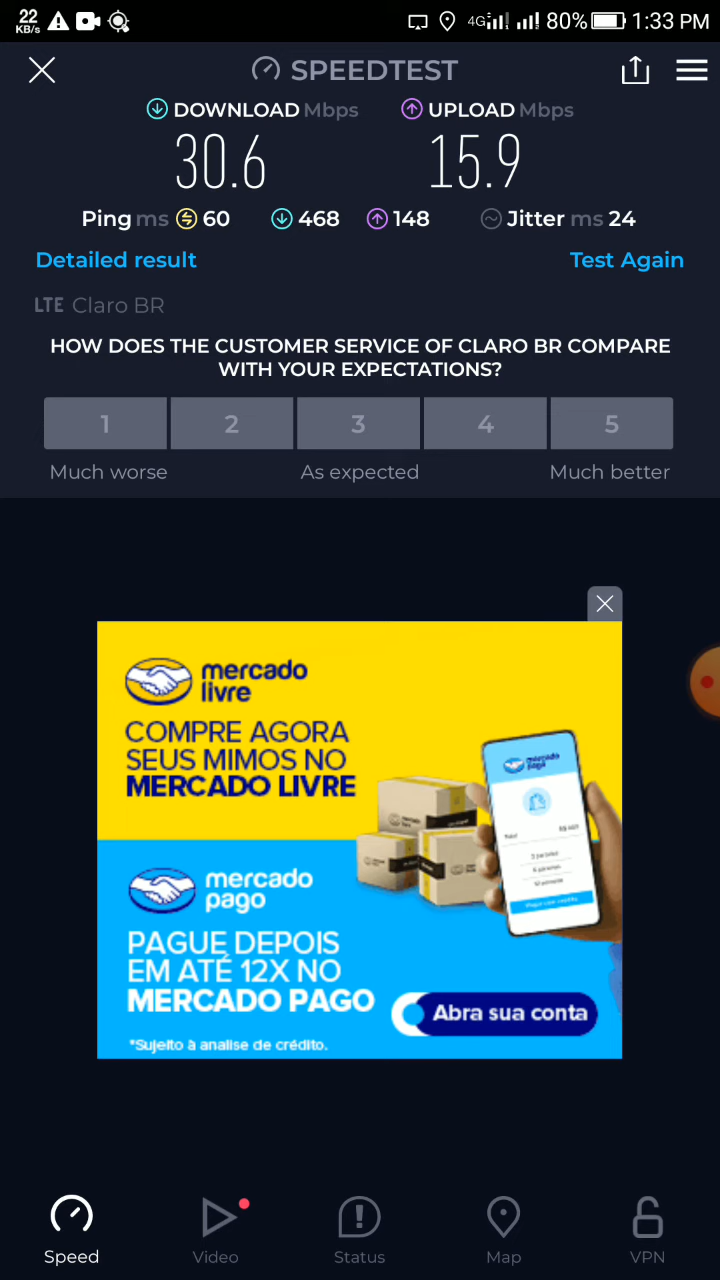 22
KB/s
4G
80%
1:33 PM
SPEEDTEST
DOWNLOAD Mbps
UPLOAD Mbps
30.6
15.9
Ping ms 60
468
148
Jitter ms 24
Detailed result
Test Again
LTE Claro BR
HOW DOES THE CUSTOMER SERVICE OF CLARO BR COMPARE
WITH YOUR EXPECTATIONS?
1
2
3
4
5
Much worse
As expected
Much better
mercado
livre
COMPRE AGORA
SEUS MIMOS NO
MERCADO LIVRE
mercado
pago
mercado
pago
PAGUE DEPOIS
EM ATÉ 12X NO
MERCADO PAGO
Abra sua conta
*Sujeito à analise de crédito.
Speed
Video
Status
Map
VPN